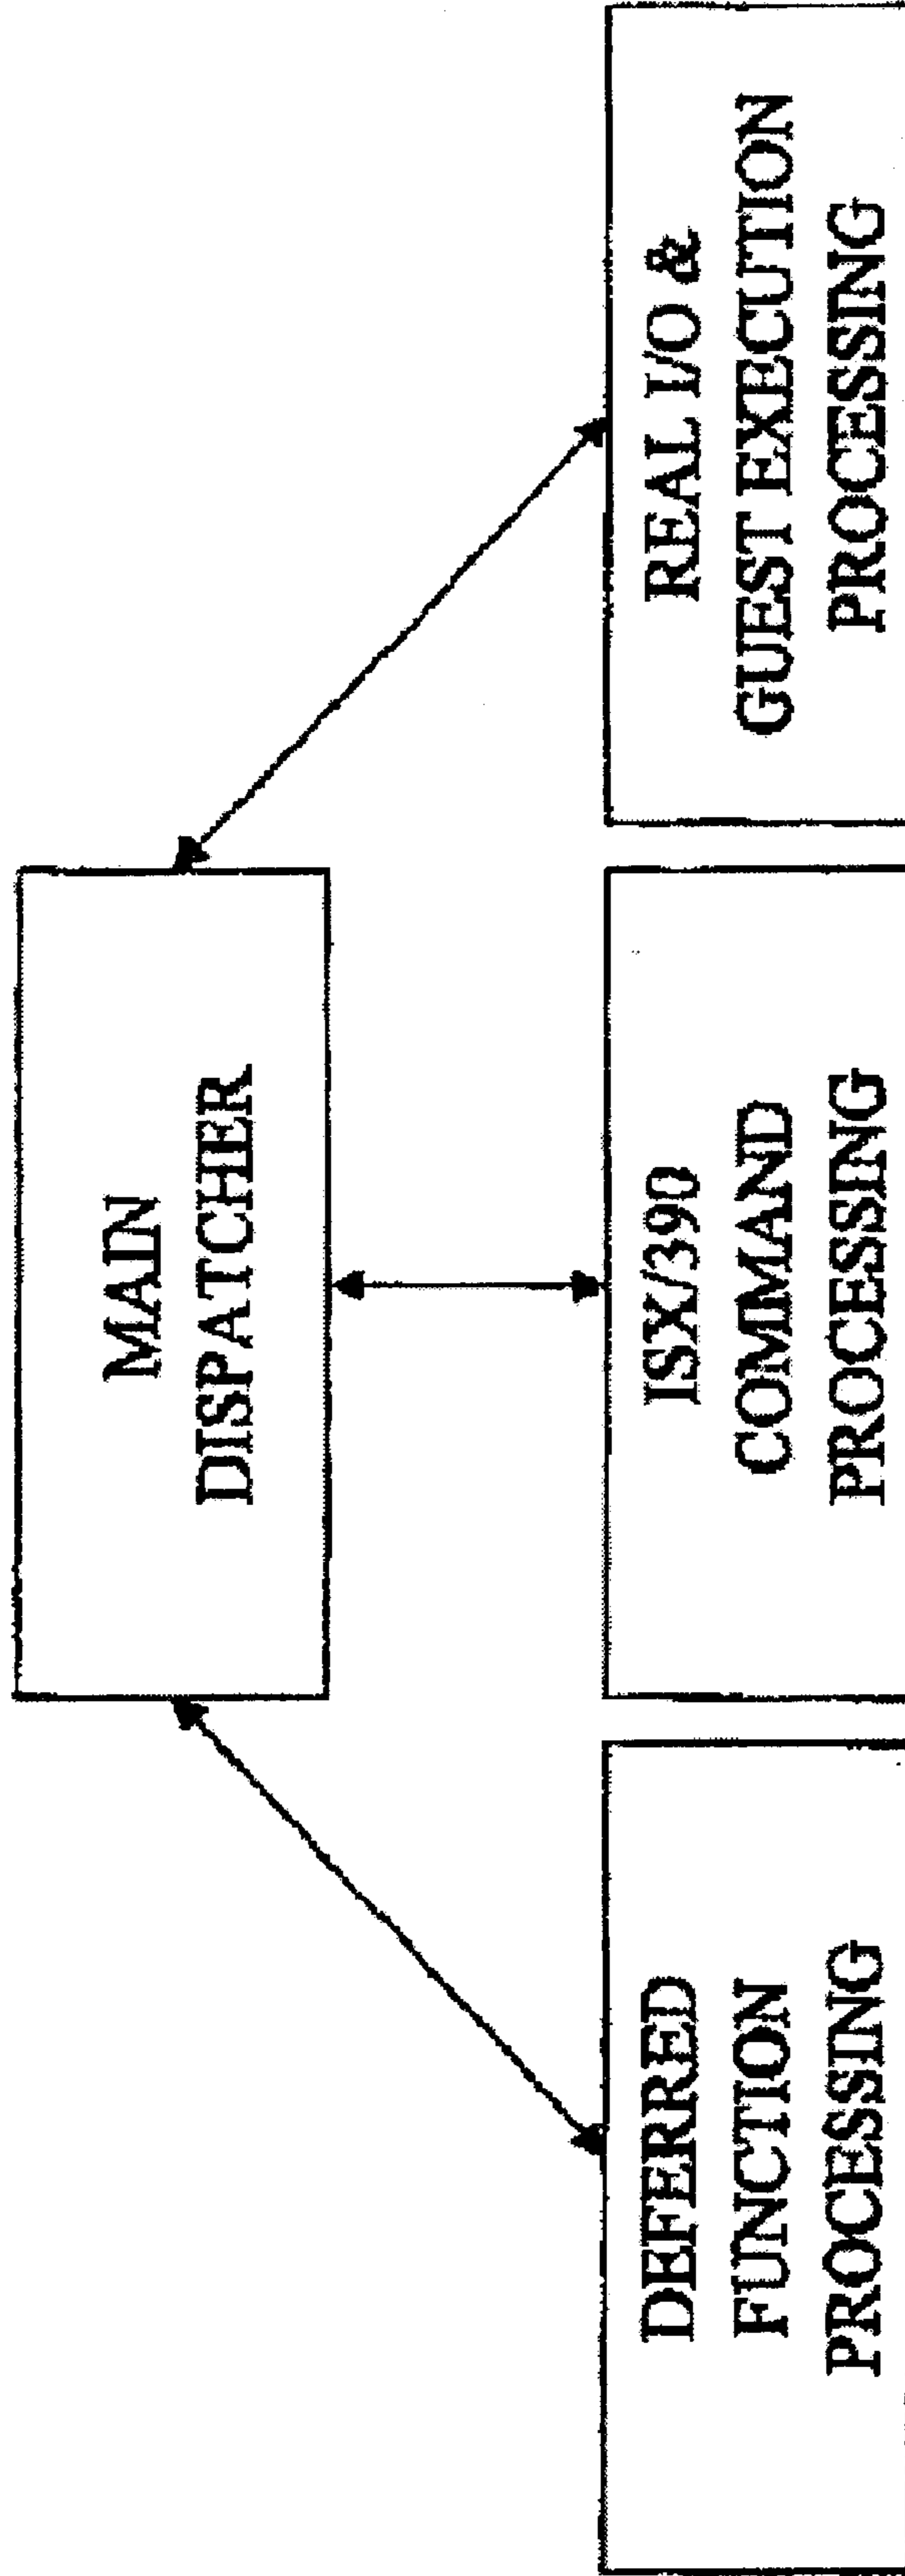 MAIN
DISPATCHER
DEFERRED
FUNCTION
PROCESSING
ISX/390
COMMAND
PROCESSING
REAL I/O &
GUEST EXECUTION
PROCESSING